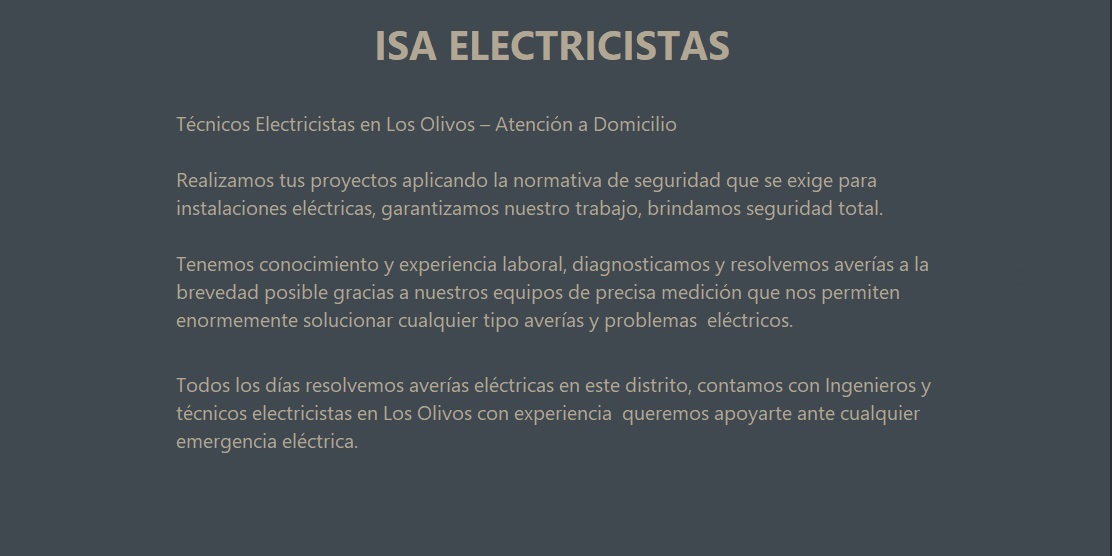 ISA ELECTRICISTAS
Técnicos Electricistas en Los Olivos – Atención a Domicilio
Realizamos tus proyectos aplicando la normativa de seguridad que se exige para
instalaciones eléctricas, garantizamos nuestro trabajo, brindamos seguridad total.
Tenemos conocimiento y experiencia laboral, diagnosticamos y resolvemos averías a la
brevedad posible gracias a nuestros equipos de precisa medición que nos permiten
enormemente solucionar cualquier tipo averías y problemas  eléctricos.
Todos los días resolvemos averías eléctricas en este distrito, contamos con Ingenieros y
técnicos electricistas en Los Olivos con experiencia  queremos apoyarte ante cualquier
emergencia eléctrica.